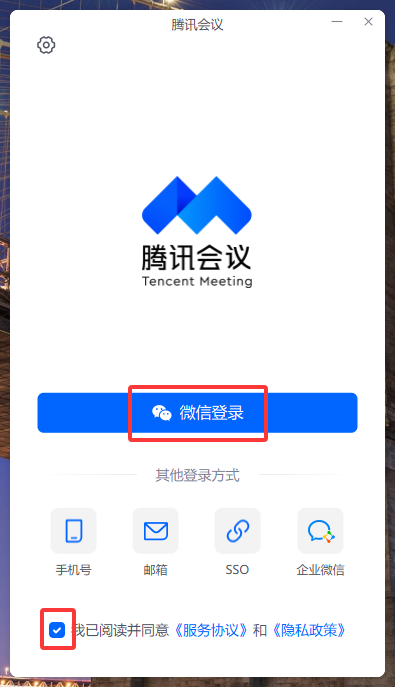 腾讯会议
腾讯会议
Tencent Meeting
微信登录
其他登录方式
手机号 邮箱 SSO 企业微信
我已阅读并同意《服务协议》和《隐私政策》